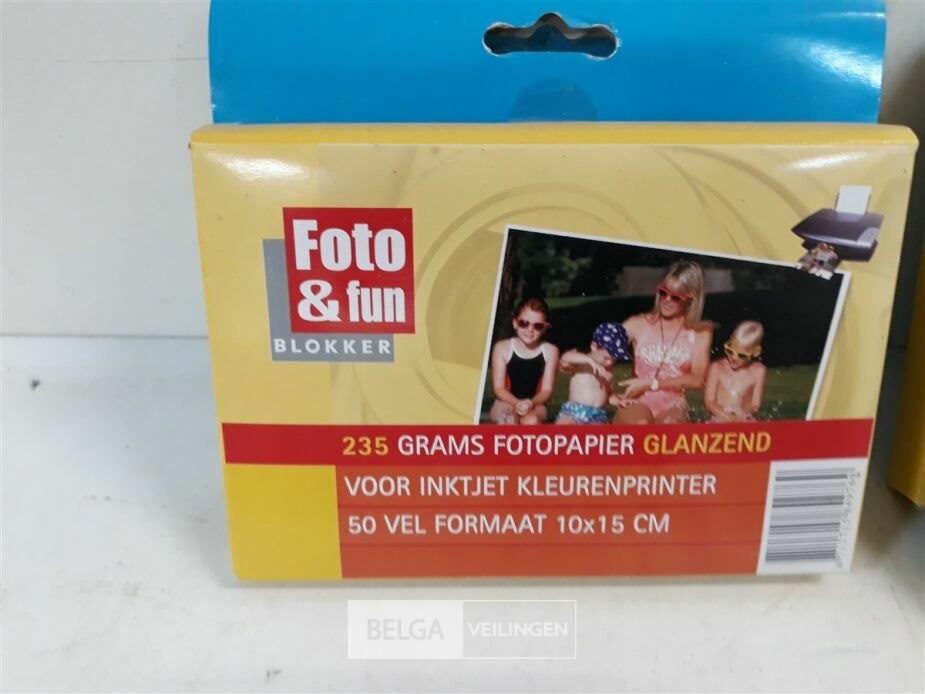 Foto
& fun
BLOKKER
235 GRAMS FOTOPAPIER GLANZEND
VOOR INKTJET KLEURENPRINTER
50 VEL FORMAAT 10x15 CM
BELGA VEILINGEN